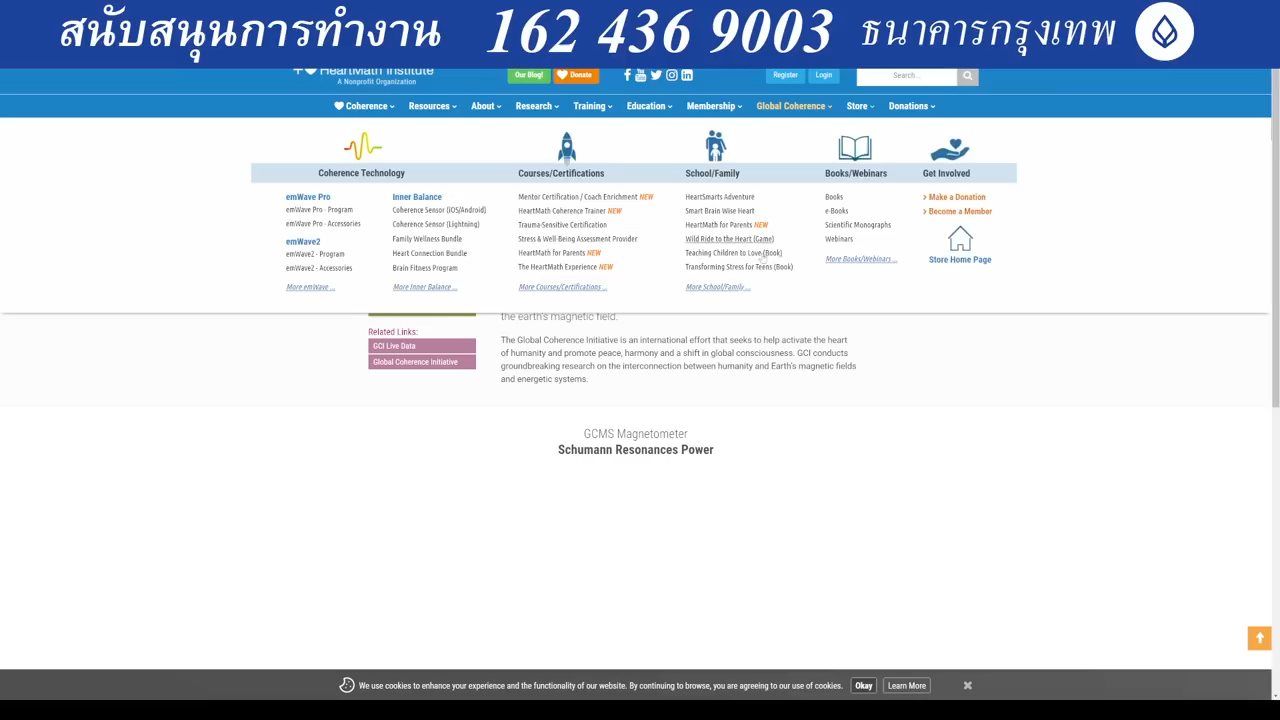 สนับสนุนการทำงาน 162 436 9003 ธนาคารกรุงเทพ
HeartMath Institute
A Nonprofit Organization
Our Blog! Donate Register Login Search...
Coherence Resources About Research Training Education Membership Global Coherence Store Donations
Coherence Technology
emWave Pro
emWave Pro - Program
emWave Pro - Accessories
emWave2
emWave2 - Program
emWave2 - Accessories
More emWave ...
Inner Balance
Coherence Sensor (iOS/Android)
Coherence Sensor (Lightning)
Family Wellness Bundle
Heart Connection Bundle
Brain Fitness Program
More Inner Balance ...
Courses/Certifications
Mentor Certification / Coach Enrichment NEW
HeartMath Coherence Trainer NEW
Trauma-Sensitive Certification
Stress & Well-Being Assessment Provider
HeartMath for Parents NEW
The HeartMath Experience NEW
More Courses/Certifications ...
School/Family
HeartSmarts Adventure
Smart Brain Wise Heart
HeartMath for Parents NEW
Wild Ride to the Heart (Game)
Teaching Children to Love (Book)
Transforming Stress for Teens (Book)
More School/Family ...
Books/Webinars
Books
e-Books
Scientific Monographs
Webinars
More Books/Webinars ...
Get Involved
> Make a Donation
> Become a Member
Store Home Page
Related Links:
GCI Live Data
Global Coherence Initiative
the earth's magnetic field.
The Global Coherence Initiative is an international effort that seeks to help activate the heart
of humanity and promote peace, harmony and a shift in global consciousness. GCI conducts
groundbreaking research on the interconnection between humanity and Earth's magnetic fields
and energetic systems.
GCMS Magnetometer
Schumann Resonances Power
We use cookies to enhance your experience and the functionality of our website. By continuing to browse, you are agreeing to our use of cookies. Okay Learn More